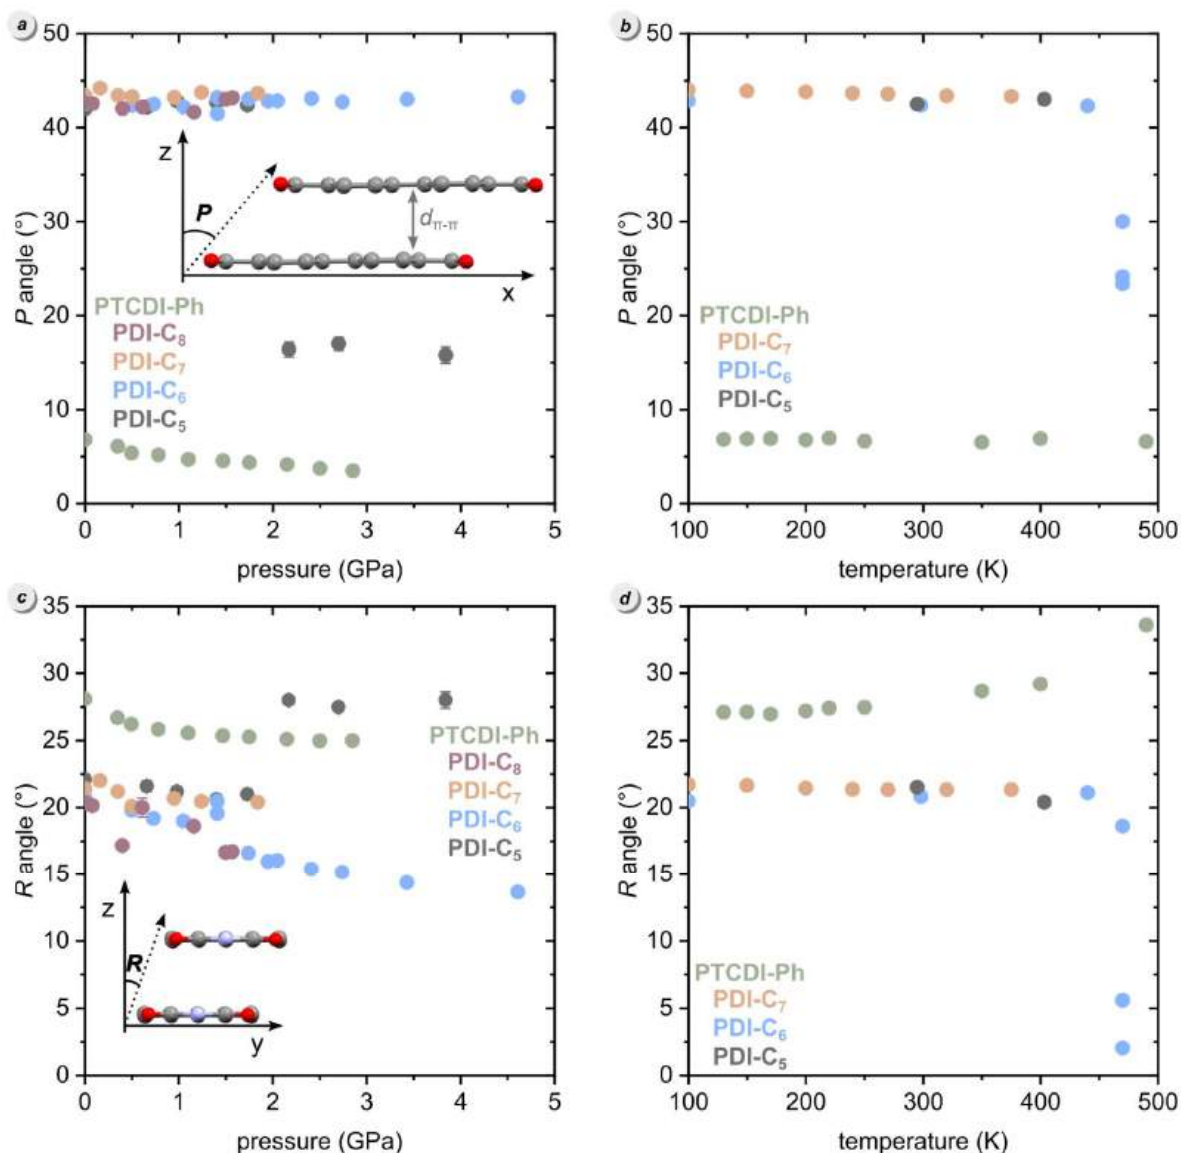 a
50
40
30
20
10
0
P angle (°)
z
P
d_π-π
x
PTCDI-Ph
PDI-C₈
PDI-C₇
PDI-C₆
PDI-C₅
0 1 2 3 4 5
pressure (GPa)
b
50
40
30
20
10
0
P angle (°)
PTCDI-Ph
PDI-C₇
PDI-C₆
PDI-C₅
100 200 300 400 500
temperature (K)
c
35
30
25
20
15
10
5
0
R angle (°)
PTCDI-Ph
PDI-C₈
PDI-C₇
PDI-C₆
PDI-C₅
z
R
y
0 1 2 3 4 5
pressure (GPa)
d
35
30
25
20
15
10
5
0
R angle (°)
PTCDI-Ph
PDI-C₇
PDI-C₆
PDI-C₅
100 200 300 400 500
temperature (K)